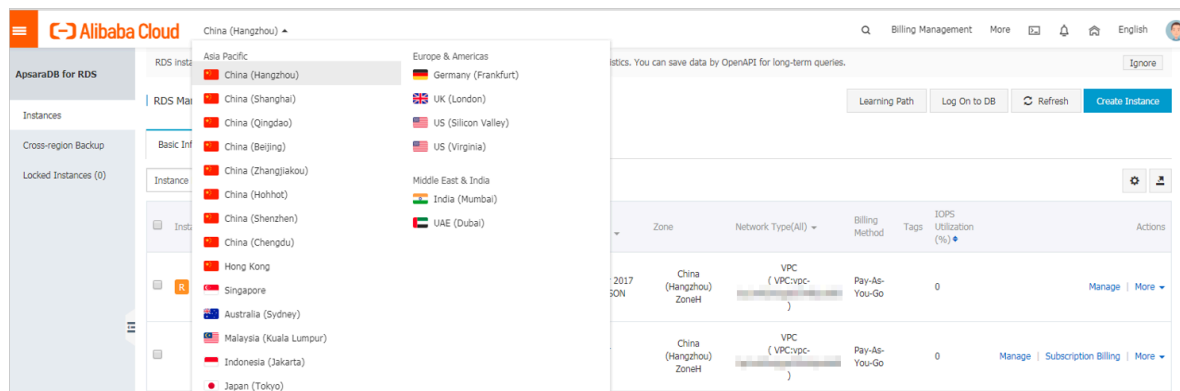 Alibaba Cloud
China (Hangzhou)
Billing Management
More
English
ApsaraDB for RDS
Instances
Cross-region Backup
Locked Instances (0)
RDS insta
istics. You can save data by OpenAPI for long-term queries.
Ignore
RDS Mar
Learning Path
Log On to DB
Refresh
Create Instance
Basic Inf
Instance
Asia Pacific
China (Hangzhou)
China (Shanghai)
China (Qingdao)
China (Beijing)
China (Zhangjiakou)
China (Hohhot)
China (Shenzhen)
China (Chengdu)
Hong Kong
Singapore
Australia (Sydney)
Malaysia (Kuala Lumpur)
Indonesia (Jakarta)
Japan (Tokyo)
Europe & Americas
Germany (Frankfurt)
UK (London)
US (Silicon Valley)
US (Virginia)
Middle East & India
India (Mumbai)
UAE (Dubai)
Insta
Zone
Network Type(All)
Billing
Method
Tags
IOPS
Utilization
(%)
Actions
R
2017
SON
China
(Hangzhou)
ZoneH
VPC
( VPC:vpc-
)
Pay-As-
You-Go
0
Manage | More
China
(Hangzhou)
ZoneH
VPC
( VPC:vpc-
)
Pay-As-
You-Go
0
Manage | Subscription Billing | More